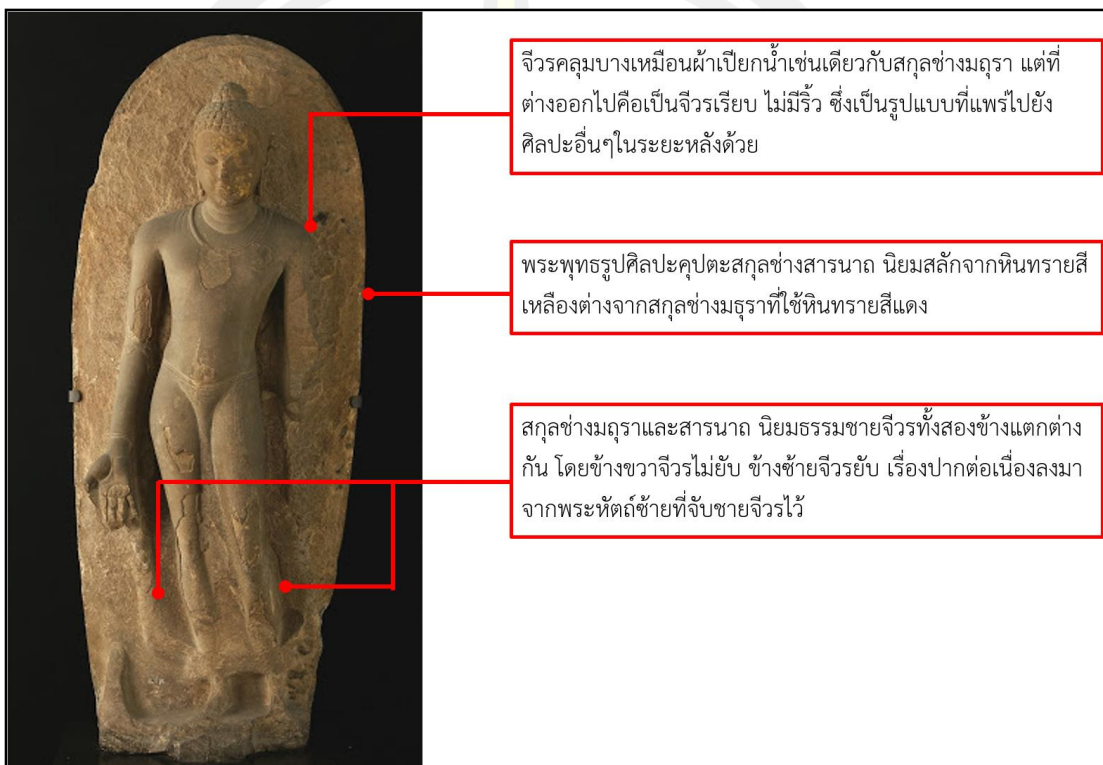 จีวรคลุมบางเหมือนผ้าเปียกน้ำเช่นเดียวกับสกุลช่างมถุรา แต่ที่
ต่างออกไปคือเป็นจีวรเรียบ ไม่มีริ้ว ซึ่งเป็นรูปแบบที่แพร่ไปยัง
ศิลปะอื่นๆในระยะหลังด้วย
พระพุทธรูปศิลปะคุปตะสกุลช่างสารนาถ นิยมสลักจากหินทรายสี
เหลืองต่างจากสกุลช่างมธุราที่ใช้หินทรายสีแดง
สกุลช่างมถุราและสารนาถ นิยมธรรมชายจีวรทั้งสองข้างแตกต่าง
กัน โดยข้างขวาจีวรไม่ยับ ข้างซ้ายจีวรยับ เรื่องปากต่อเนื่องลงมา
จากพระหัตถ์ซ้ายที่จับชายจีวรไว้